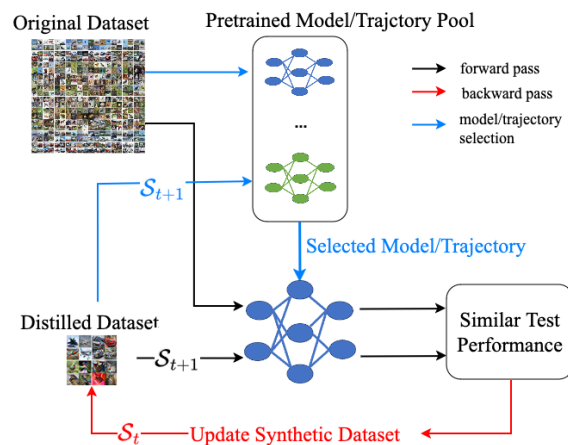 Original Dataset
Pretrained Model/Trajctory Pool
forward pass
backward pass
model/trajectory
selection
...
S_{t+1}
Selected Model/Trajectory
Distilled Dataset
S_{t+1}
Similar Test
Performance
S_t
Update Synthetic Dataset